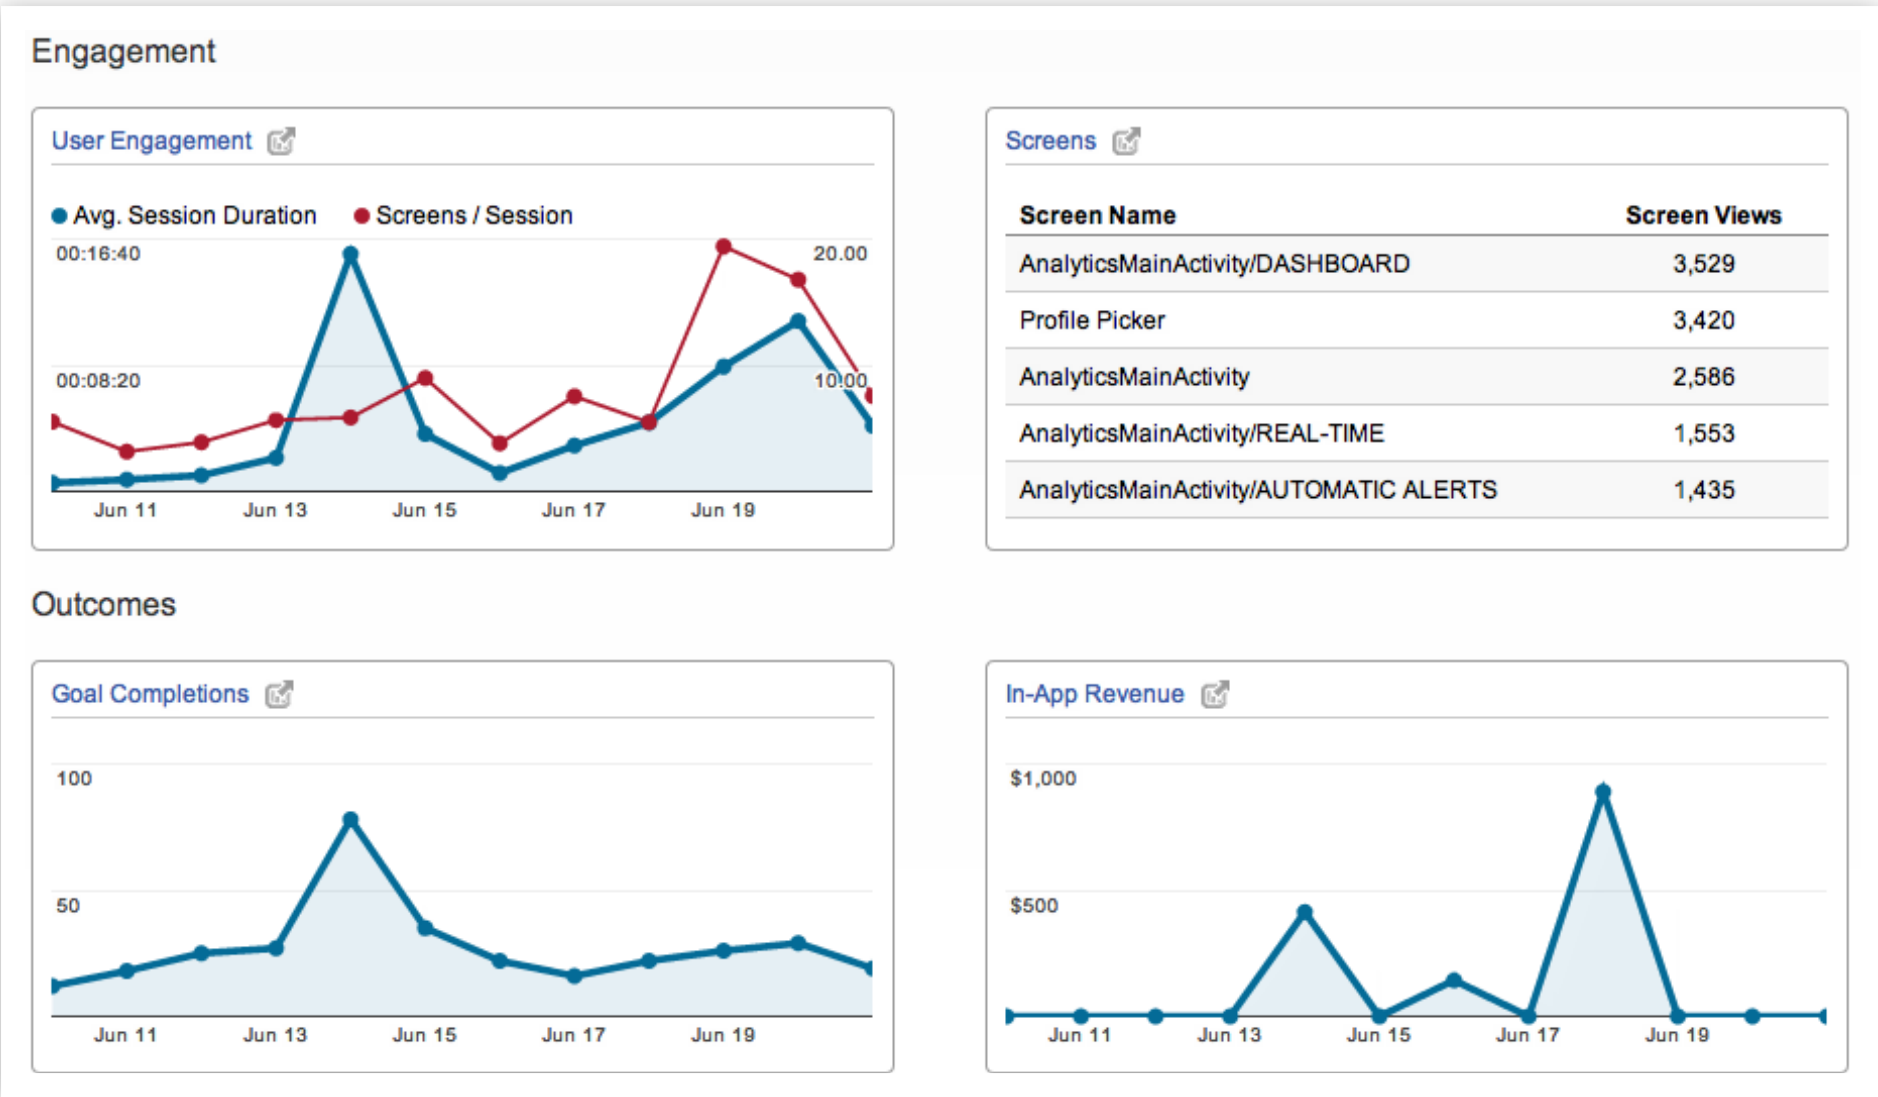 Engagement
User Engagement
Avg. Session Duration Screens / Session
00:16:40 20.00
00:08:20 10.00
Jun 11 Jun 13 Jun 15 Jun 17 Jun 19
Screens
Screen Name Screen Views
AnalyticsMainActivity/DASHBOARD 3,529
Profile Picker 3,420
AnalyticsMainActivity 2,586
AnalyticsMainActivity/REAL-TIME 1,553
AnalyticsMainActivity/AUTOMATIC ALERTS 1,435
Outcomes
Goal Completions
100
50
Jun 11 Jun 13 Jun 15 Jun 17 Jun 19
In-App Revenue
$1,000
$500
Jun 11 Jun 13 Jun 15 Jun 17 Jun 19